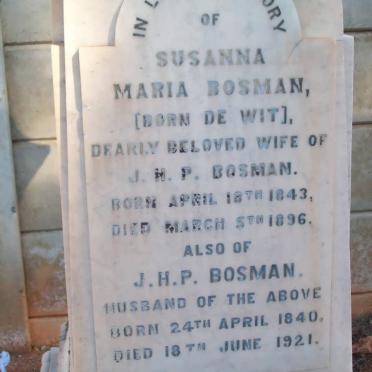 IN LOVING MEMORY
OF
SUSANNA
MARIA BOSMAN,
[BORN DE WIT],
DEARLY BELOVED WIFE OF
J. H. P. BOSMAN.
BORN APRIL 18TH 1843,
DIED MARCH 5TH 1896.
ALSO OF
J.H.P. BOSMAN.
HUSBAND OF THE ABOVE
BORN 24TH APRIL 1840.
DIED 18TH JUNE 1921.